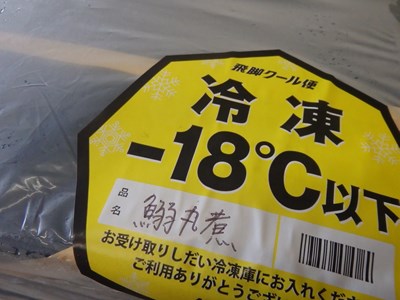 飛脚クール便
冷凍
-18℃以下
品名
鰯丸煮
お受け取りしだい冷凍庫にお入れくださ
ご利用ありがとうござ